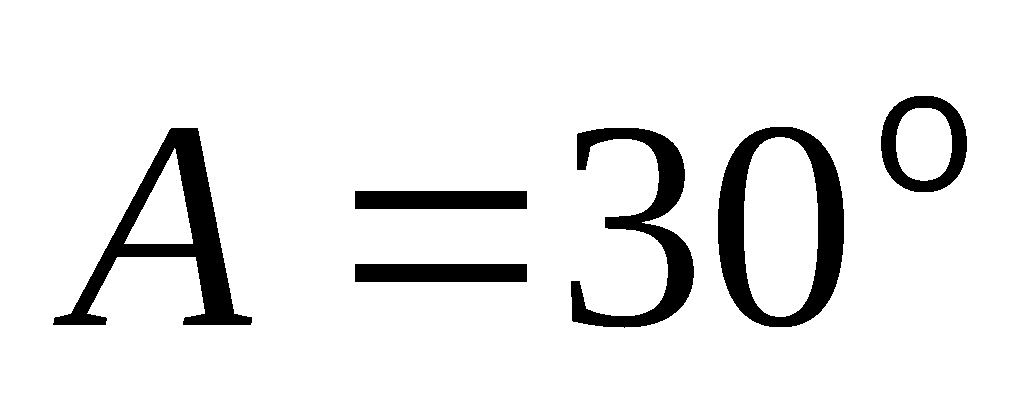 A = 30°